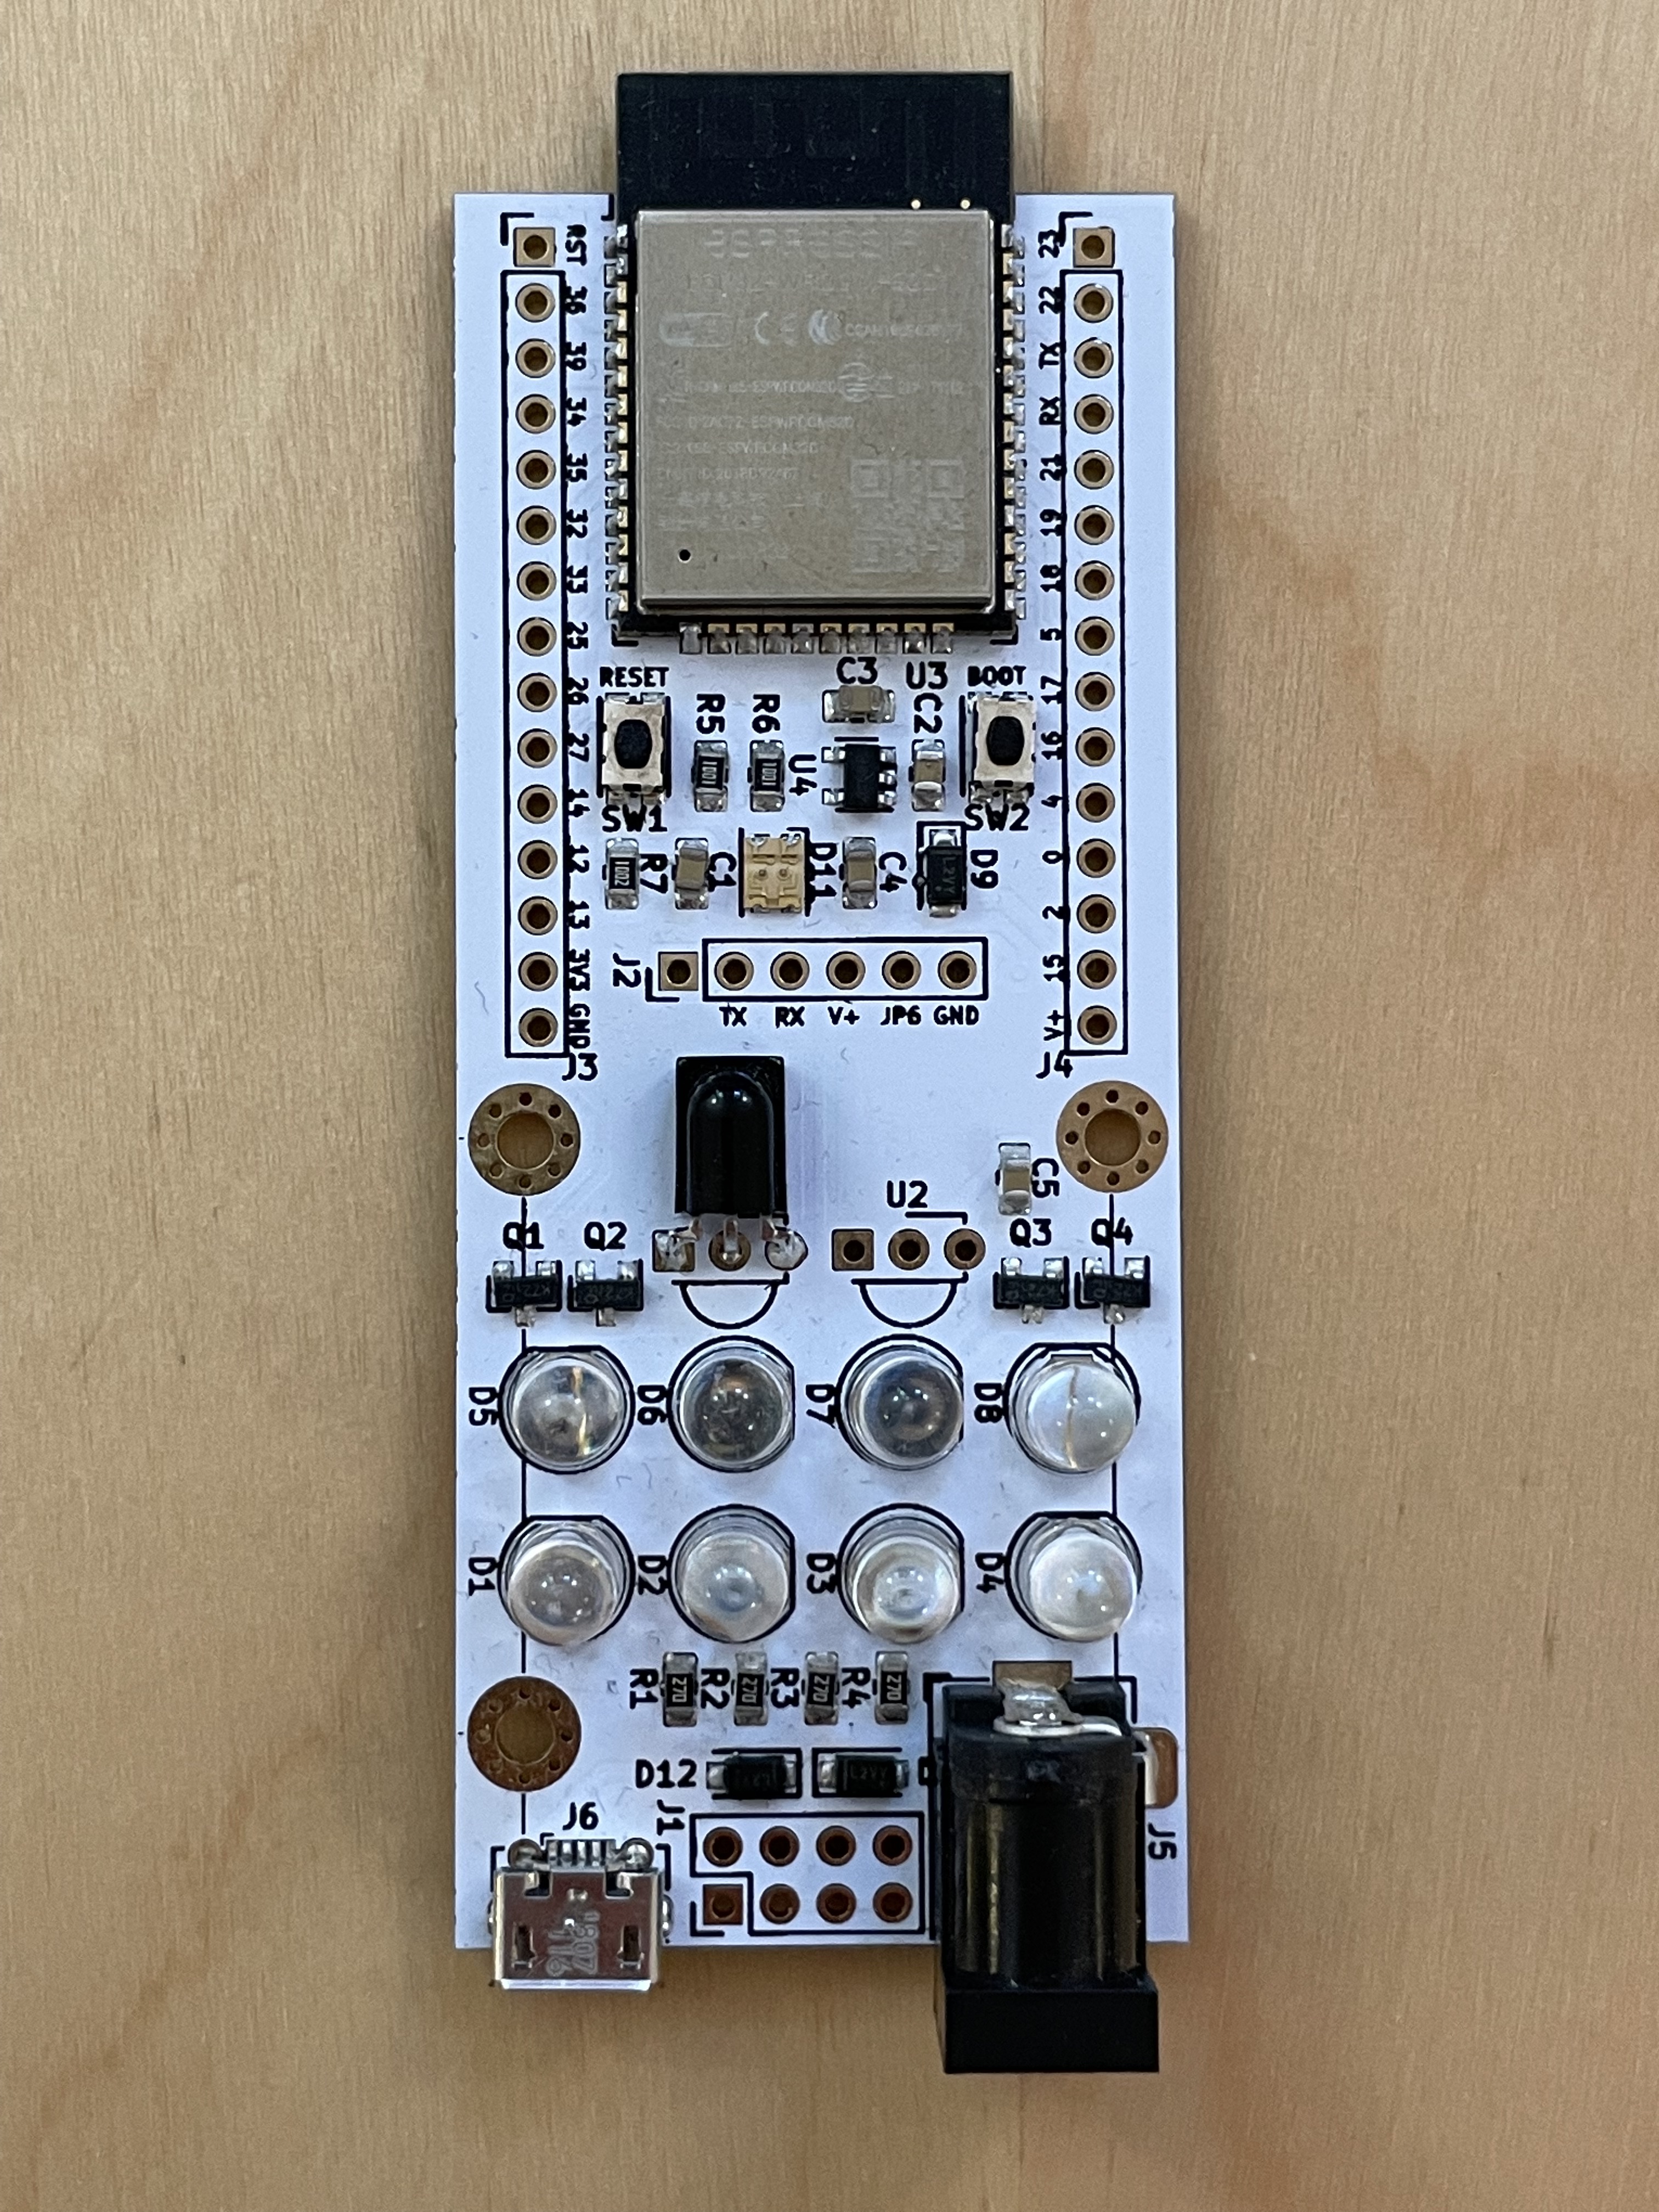 RST
36
39
34
35
32
33
25
26
27
14
12
13
3V3
GND
J3
23
22
TX
RX
21
19
18
5
17
16
4
0
2
15
V+
J4
CE
RESET
SW1
R5
1001
R6
1001
C3
U3
U4
C2
BOOT
SW2
1002
R7
C1
D11
C4
L2VY
D9
J2
TX RX V+ JP6 GND
C5
U2
Q1 Q2
Q3 Q4
D5 D6 D7 D8
D1 D2 D3 D4
R1 270 R2 270 R3 270 R4 270
D12
J6
J1
J5